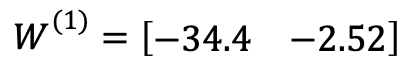 W^(1) = [−34.4 −2.52]